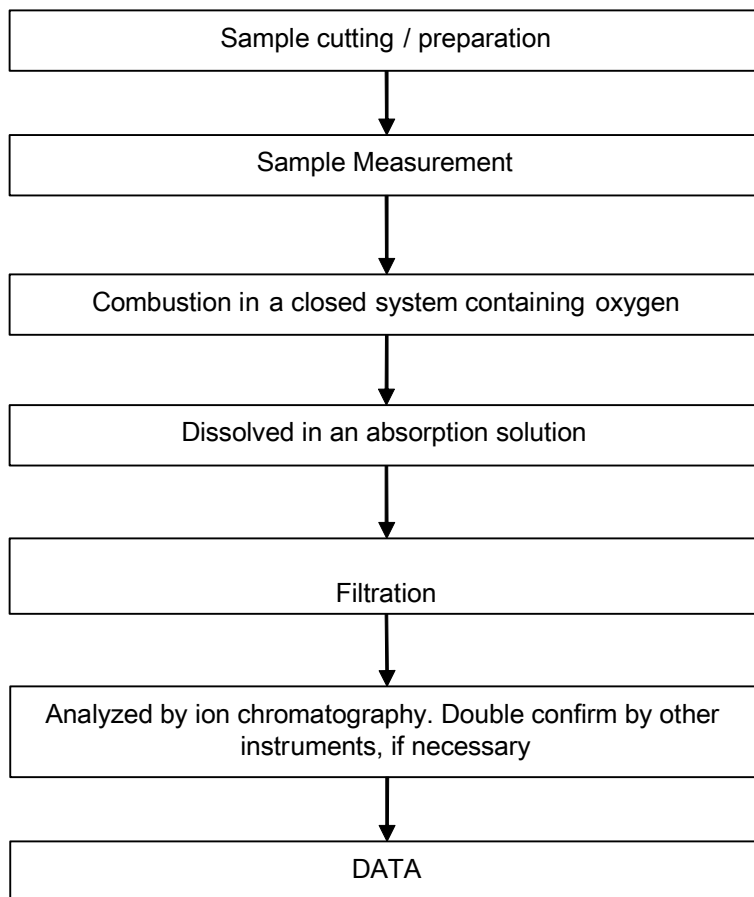 Sample cutting / preparation
Sample Measurement
Combustion in a closed system containing oxygen
Dissolved in an absorption solution
Filtration
Analyzed by ion chromatography. Double confirm by other
instruments, if necessary
DATA